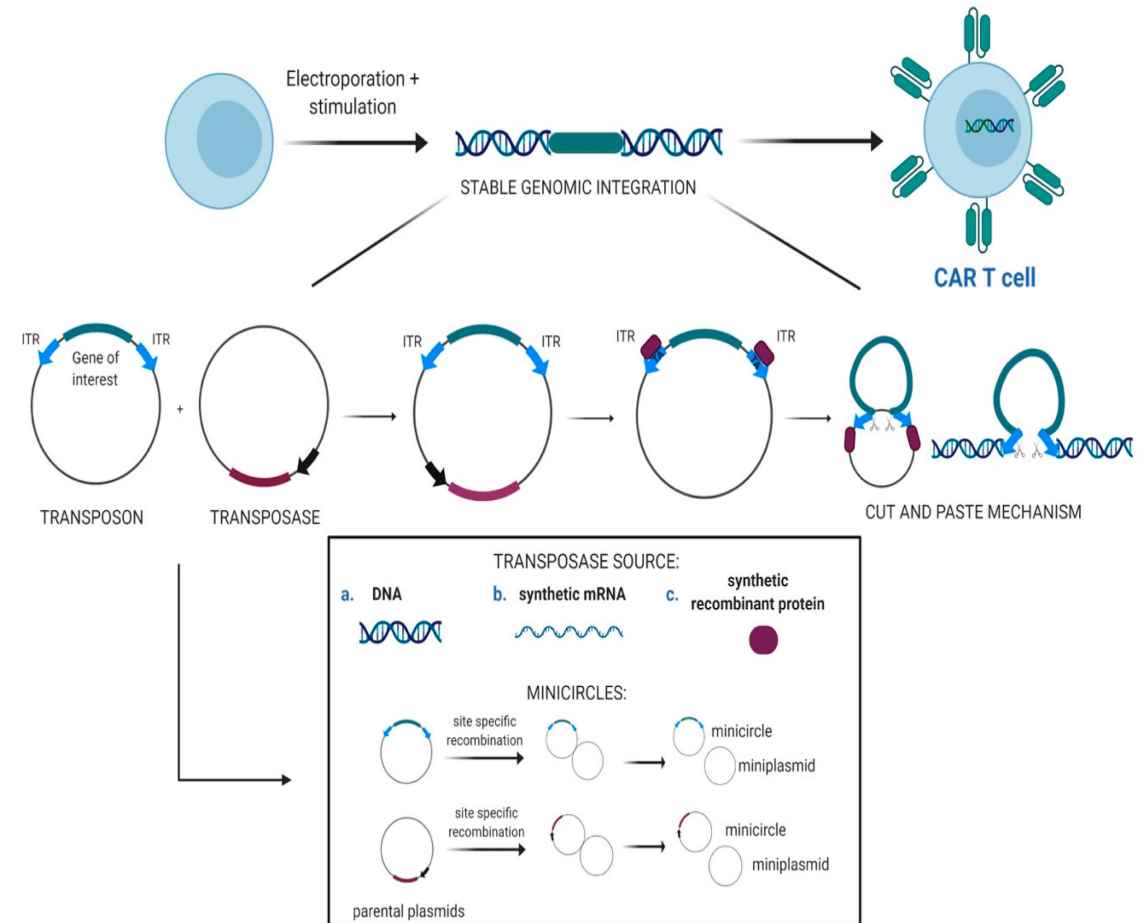 Electroporation +
stimulation
STABLE GENOMIC INTEGRATION
CAR T cell
ITR
ITR
Gene of
interest
+
ITR
ITR
ITR
ITR
TA
TA
TRANSPOSON
TRANSPOSASE
CUT AND PASTE MECHANISM
TRANSPOSASE SOURCE:
a. DNA
b. synthetic mRNA
c. synthetic
recombinant protein
MINICIRCLES:
site specific
recombination
minicircle
miniplasmid
site specific
recombination
minicircle
miniplasmid
parental plasmids